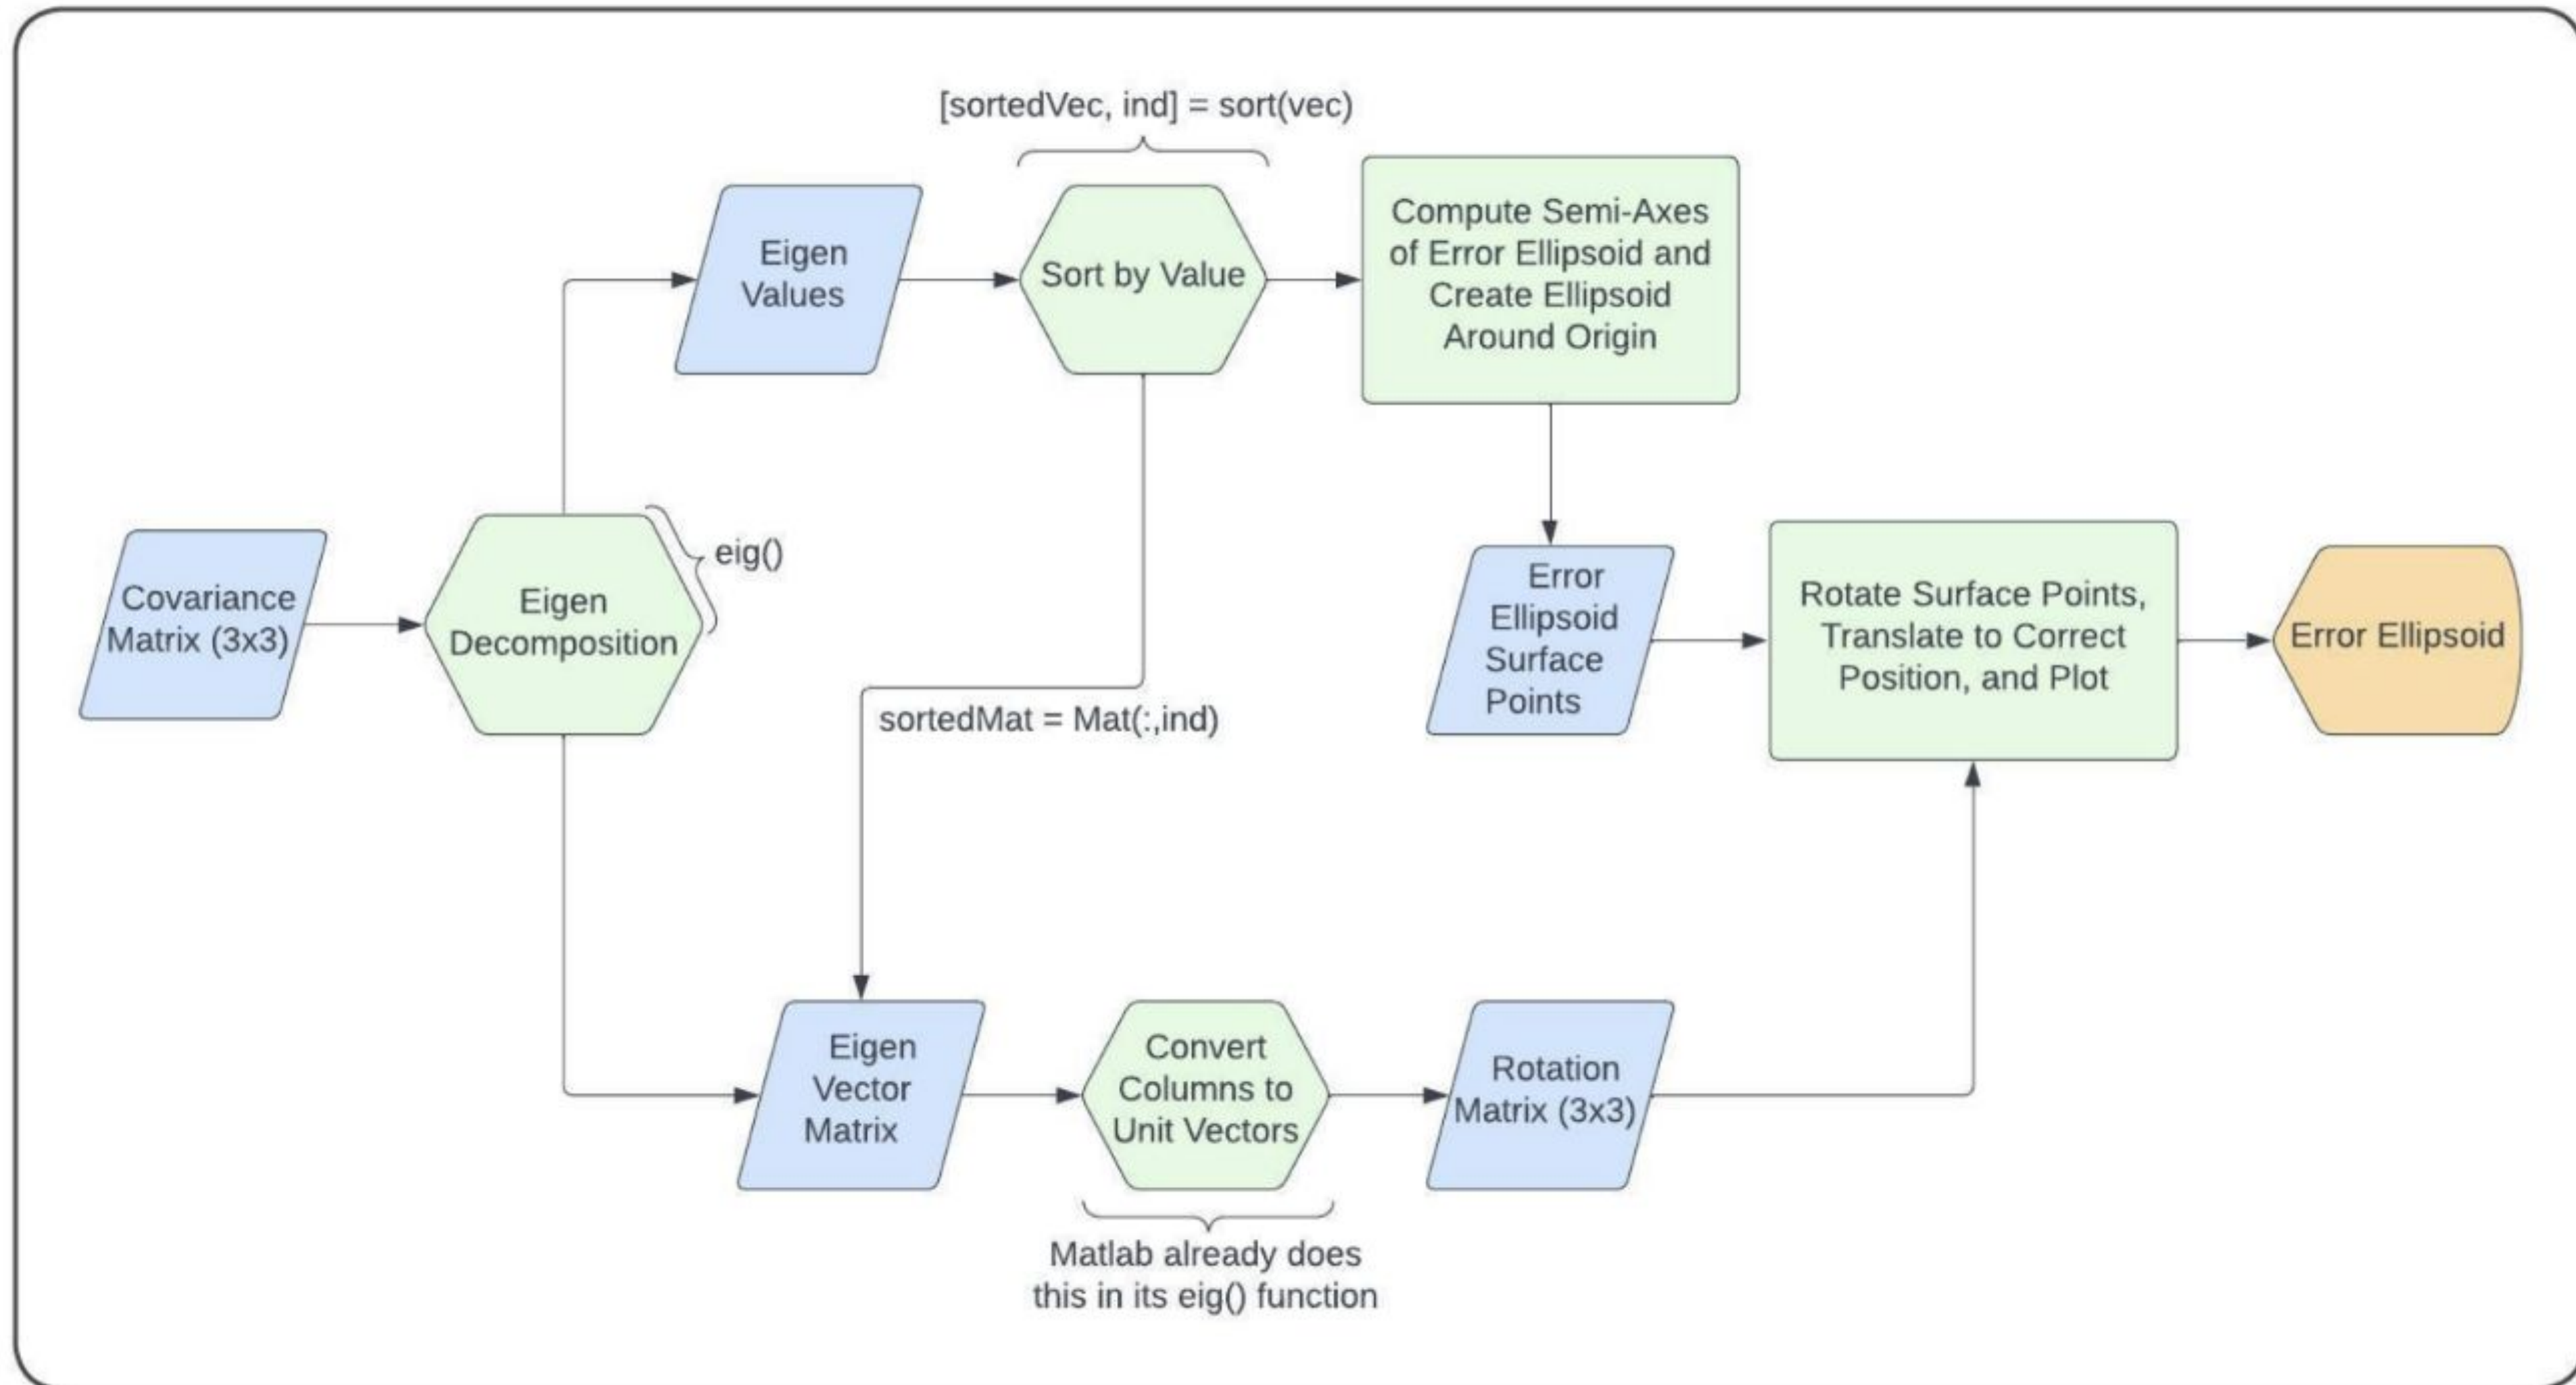 [sortedVec, ind] = sort(vec)
Eigen
Values
Sort by Value
Compute Semi-Axes
of Error Ellipsoid and
Create Ellipsoid
Around Origin
eig()
Covariance
Matrix (3x3)
Eigen
Decomposition
sortedMat = Mat(:,ind)
Error
Ellipsoid
Surface
Points
Rotate Surface Points,
Translate to Correct
Position, and Plot
Error Ellipsoid
Eigen
Vector
Matrix
Convert
Columns to
Unit Vectors
Rotation
Matrix (3x3)
Matlab already does
this in its eig() function